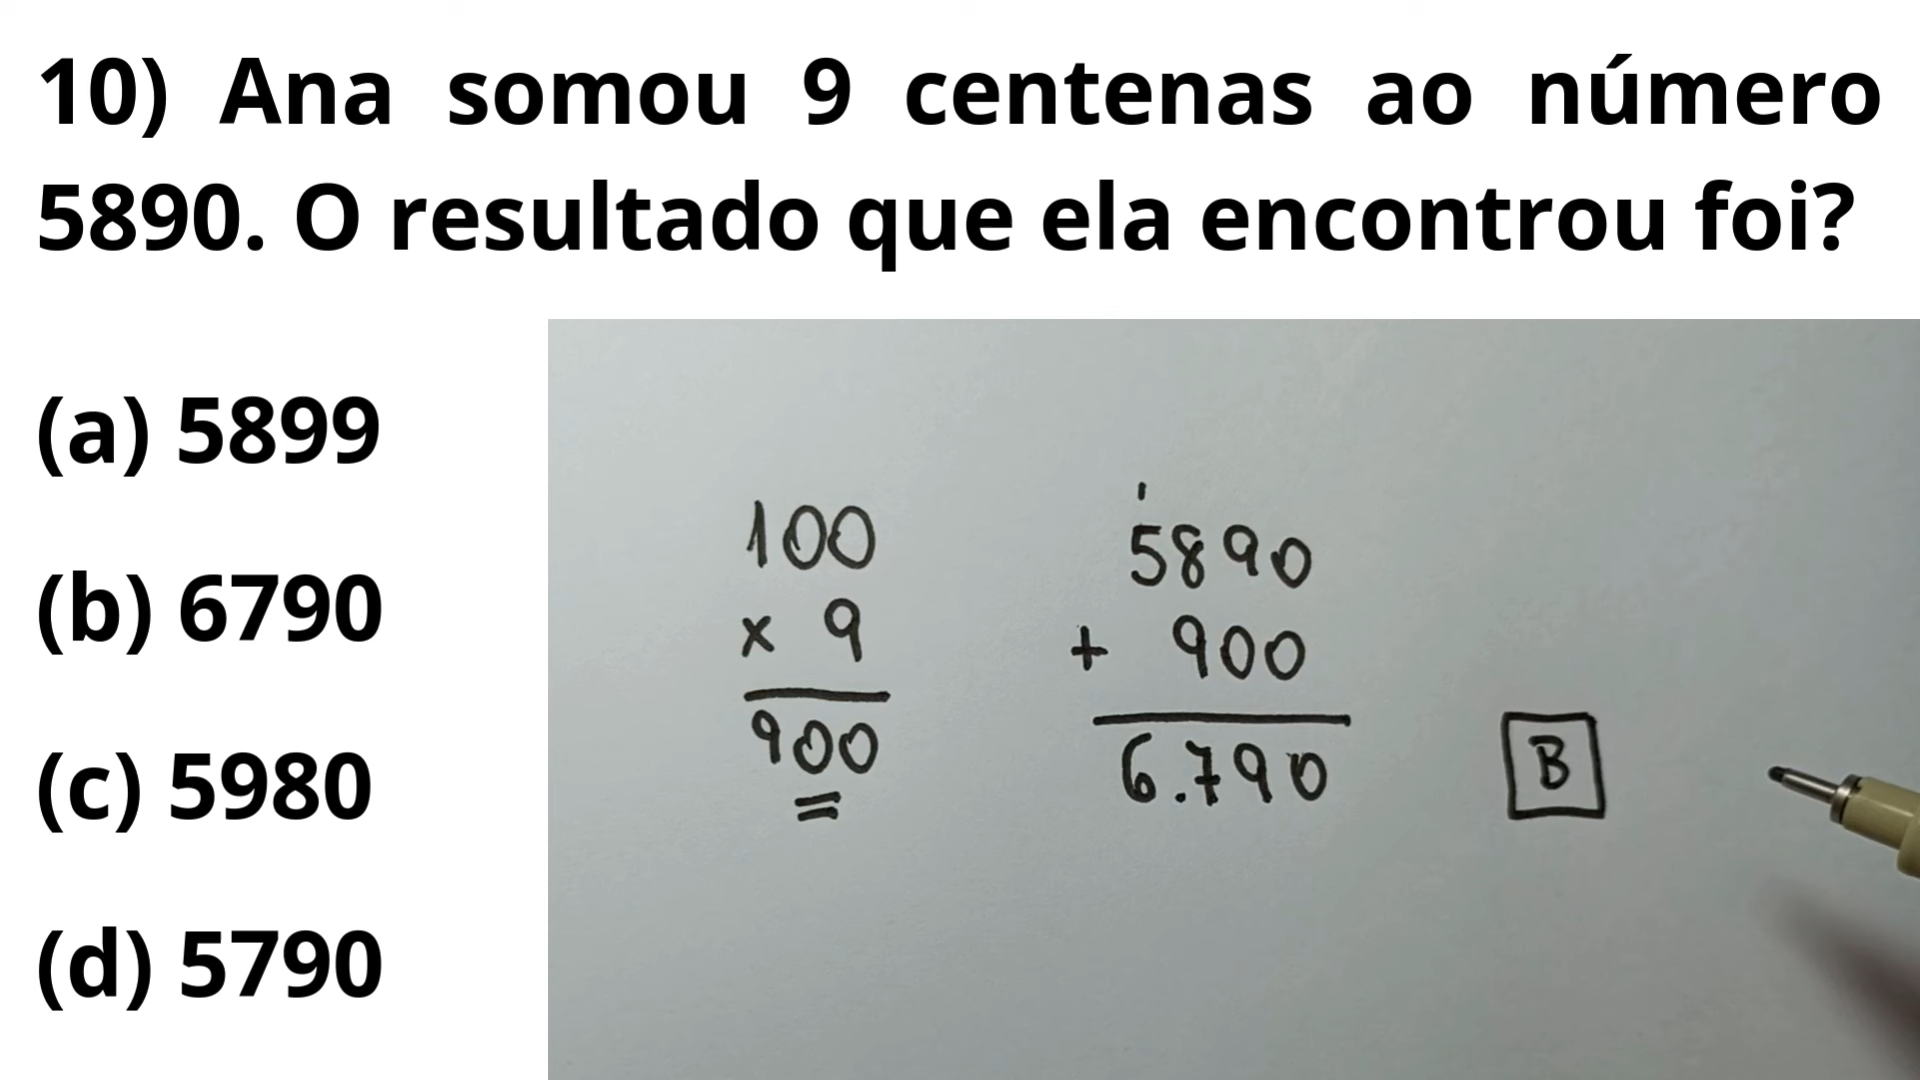 10) Ana somou 9 centenas ao número
5890. O resultado que ela encontrou foi?
(a) 5899
(b) 6790
(c) 5980
(d) 5790
100
x 9
900
=
1
5890
+ 900
6.790
B